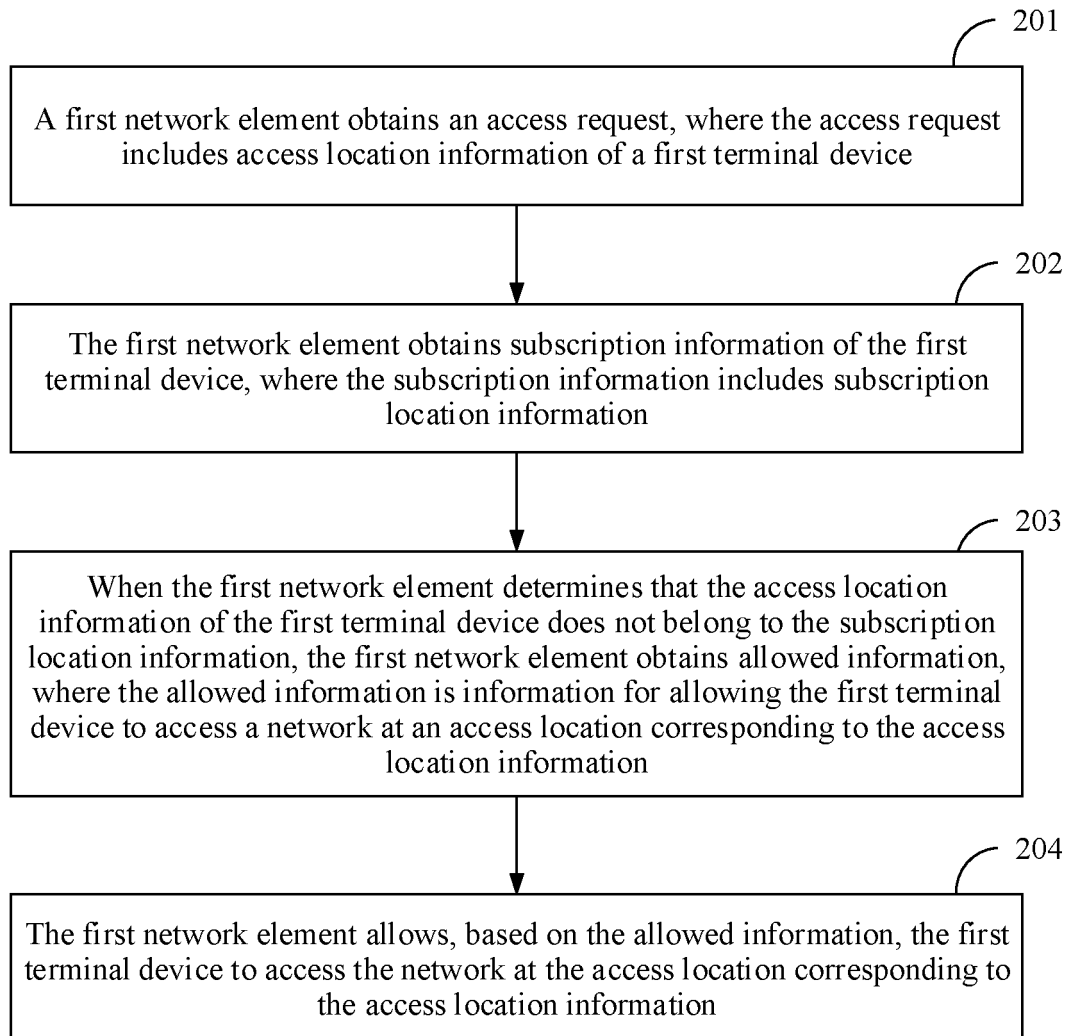 201
A first network element obtains an access request, where the access request
includes access location information of a first terminal device
202
The first network element obtains subscription information of the first
terminal device, where the subscription information includes subscription
location information
203
When the first network element determines that the access location
information of the first terminal device does not belong to the subscription
location information, the first network element obtains allowed information,
where the allowed information is information for allowing the first terminal
device to access a network at an access location corresponding to the access
location information
204
The first network element allows, based on the allowed information, the first
terminal device to access the network at the access location corresponding to
the access location information